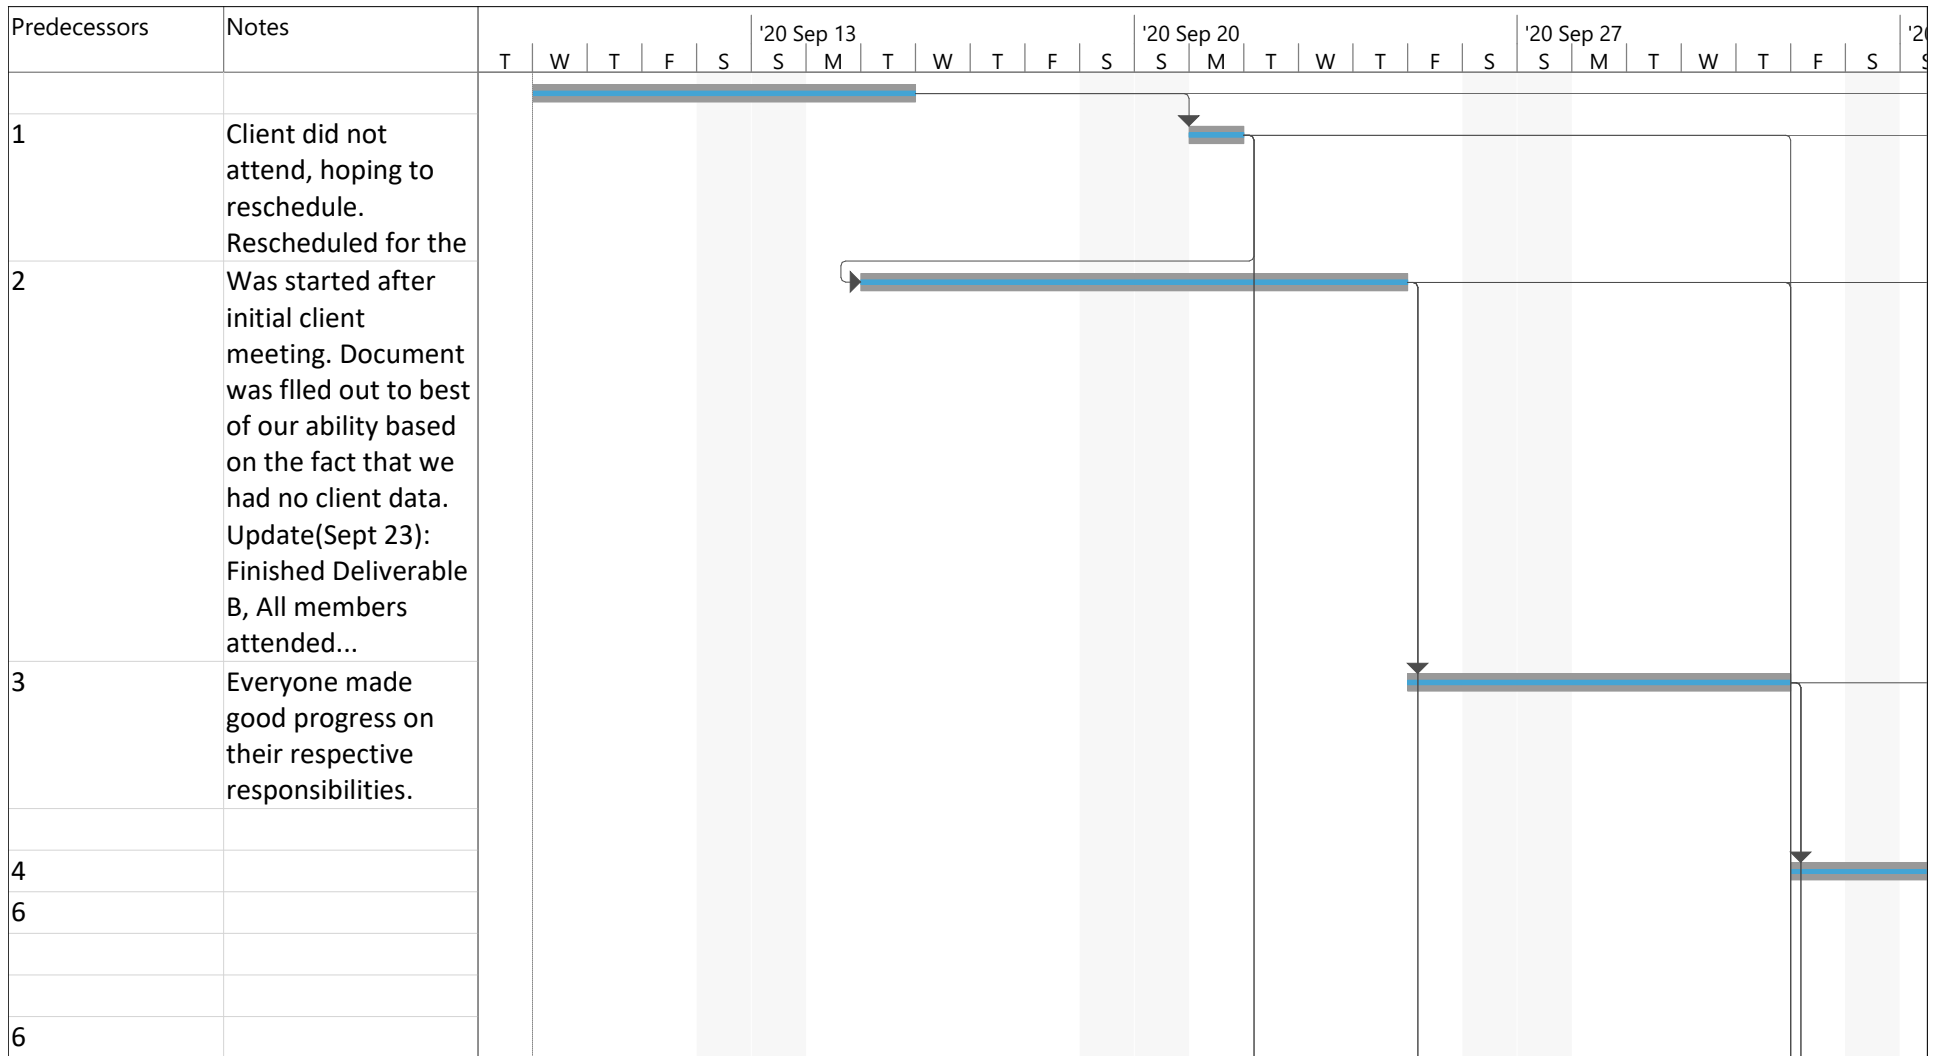 Predecessors Notes
'20 Sep 13 '20 Sep 20 '20 Sep 27
T W T F S S M T W T F S S M T W T F S S M T W T F S
1 Client did not
attend, hoping to
reschedule.
Rescheduled for the
2 Was started after
initial client
meeting. Document
was flled out to best
of our ability based
on the fact that we
had no client data.
Update(Sept 23):
Finished Deliverable
B, All members
attended...
3 Everyone made
good progress on
their respective
responsibilities.
4
6
6